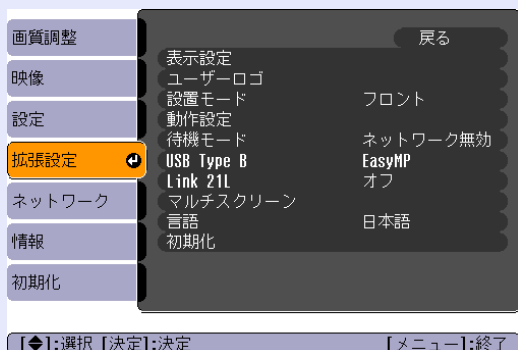 画質調整
映像
設定
拡張設定
ネットワーク
情報
初期化
戻る
表示設定
ユーザーロゴ
設置モード フロント
動作設定
待機モード ネットワーク無効
USB Type B EasyMP
Link 21L オフ
マルチスクリーン
言語 日本語
初期化
[◆]:選択 [決定]:決定 [メニュー]:終了